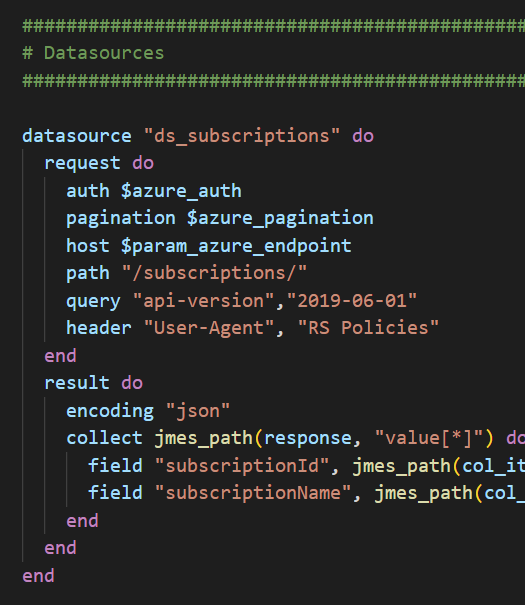 ################################################
# Datasources
################################################
datasource "ds_subscriptions" do
  request do
    auth $azure_auth
    pagination $azure_pagination
    host $param_azure_endpoint
    path "/subscriptions/"
    query "api-version","2019-06-01"
    header "User-Agent", "RS Policies"
  end
  result do
    encoding "json"
    collect jmes_path(response, "value[*]") do
      field "subscriptionId", jmes_path(col_it
      field "subscriptionName", jmes_path(col_
    end
  end
end